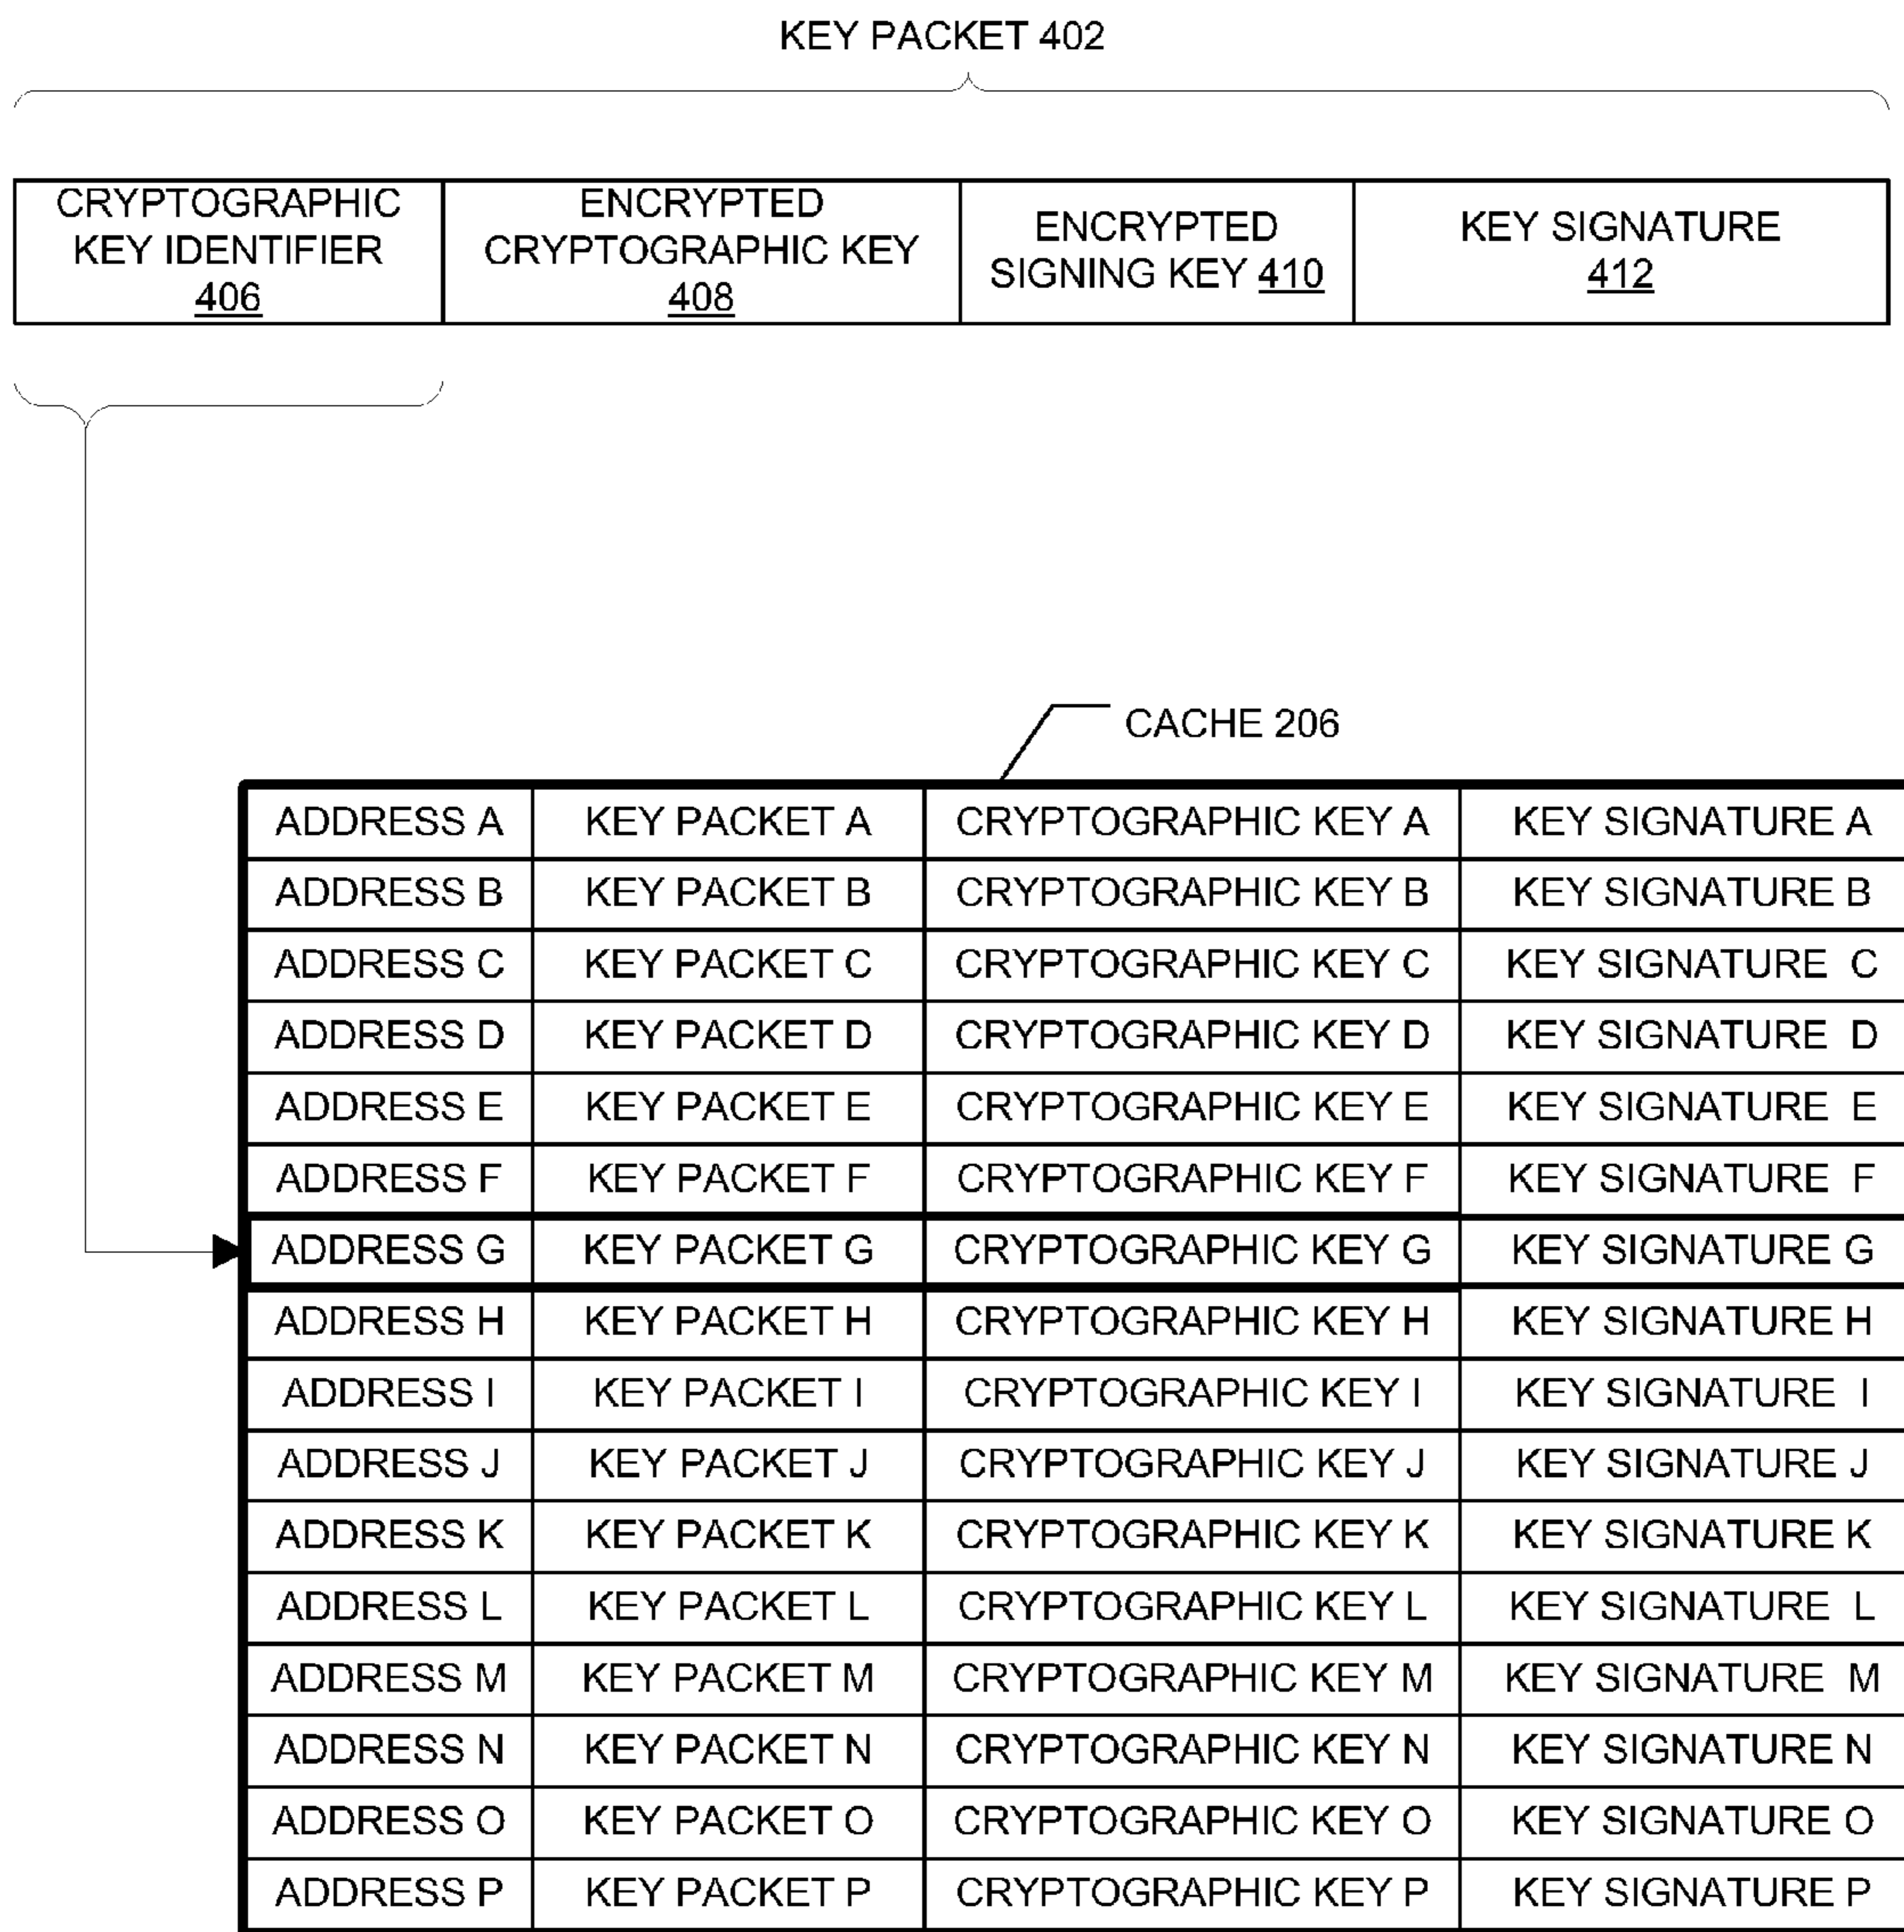 KEY PACKET 402
CRYPTOGRAPHIC
KEY IDENTIFIER
406
ENCRYPTED
CRYPTOGRAPHIC KEY
408
ENCRYPTED
SIGNING KEY 410
KEY SIGNATURE
412
CACHE 206
ADDRESS A KEY PACKET A CRYPTOGRAPHIC KEY A KEY SIGNATURE A
ADDRESS B KEY PACKET B CRYPTOGRAPHIC KEY B KEY SIGNATURE B
ADDRESS C KEY PACKET C CRYPTOGRAPHIC KEY C KEY SIGNATURE C
ADDRESS D KEY PACKET D CRYPTOGRAPHIC KEY D KEY SIGNATURE D
ADDRESS E KEY PACKET E CRYPTOGRAPHIC KEY E KEY SIGNATURE E
ADDRESS F KEY PACKET F CRYPTOGRAPHIC KEY F KEY SIGNATURE F
ADDRESS G KEY PACKET G CRYPTOGRAPHIC KEY G KEY SIGNATURE G
ADDRESS H KEY PACKET H CRYPTOGRAPHIC KEY H KEY SIGNATURE H
ADDRESS I KEY PACKET I CRYPTOGRAPHIC KEY I KEY SIGNATURE I
ADDRESS J KEY PACKET J CRYPTOGRAPHIC KEY J KEY SIGNATURE J
ADDRESS K KEY PACKET K CRYPTOGRAPHIC KEY K KEY SIGNATURE K
ADDRESS L KEY PACKET L CRYPTOGRAPHIC KEY L KEY SIGNATURE L
ADDRESS M KEY PACKET M CRYPTOGRAPHIC KEY M KEY SIGNATURE M
ADDRESS N KEY PACKET N CRYPTOGRAPHIC KEY N KEY SIGNATURE N
ADDRESS O KEY PACKET O CRYPTOGRAPHIC KEY O KEY SIGNATURE O
ADDRESS P KEY PACKET P CRYPTOGRAPHIC KEY P KEY SIGNATURE P